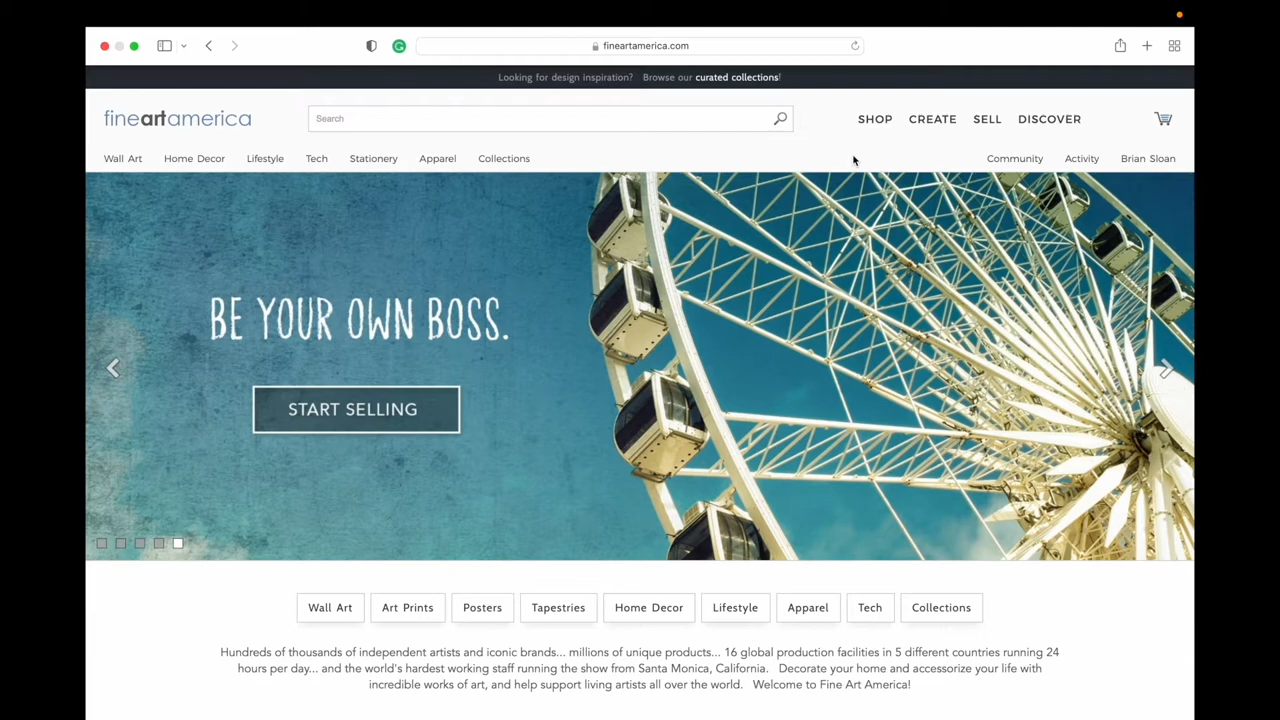 fineartamerica.com
Looking for design inspiration? Browse our curated collections!
fineartamerica
Search
SHOP CREATE SELL DISCOVER
Wall Art Home Decor Lifestyle Tech Stationery Apparel Collections
Community Activity Brian Sloan
BE YOUR OWN BOSS.
START SELLING
Wall Art Art Prints Posters Tapestries Home Decor Lifestyle Apparel Tech Collections
Hundreds of thousands of independent artists and iconic brands... millions of unique products... 16 global production facilities in 5 different countries running 24
hours per day... and the world's hardest working staff running the show from Santa Monica, California. Decorate your home and accessorize your life with
incredible works of art, and help support living artists all over the world. Welcome to Fine Art America!